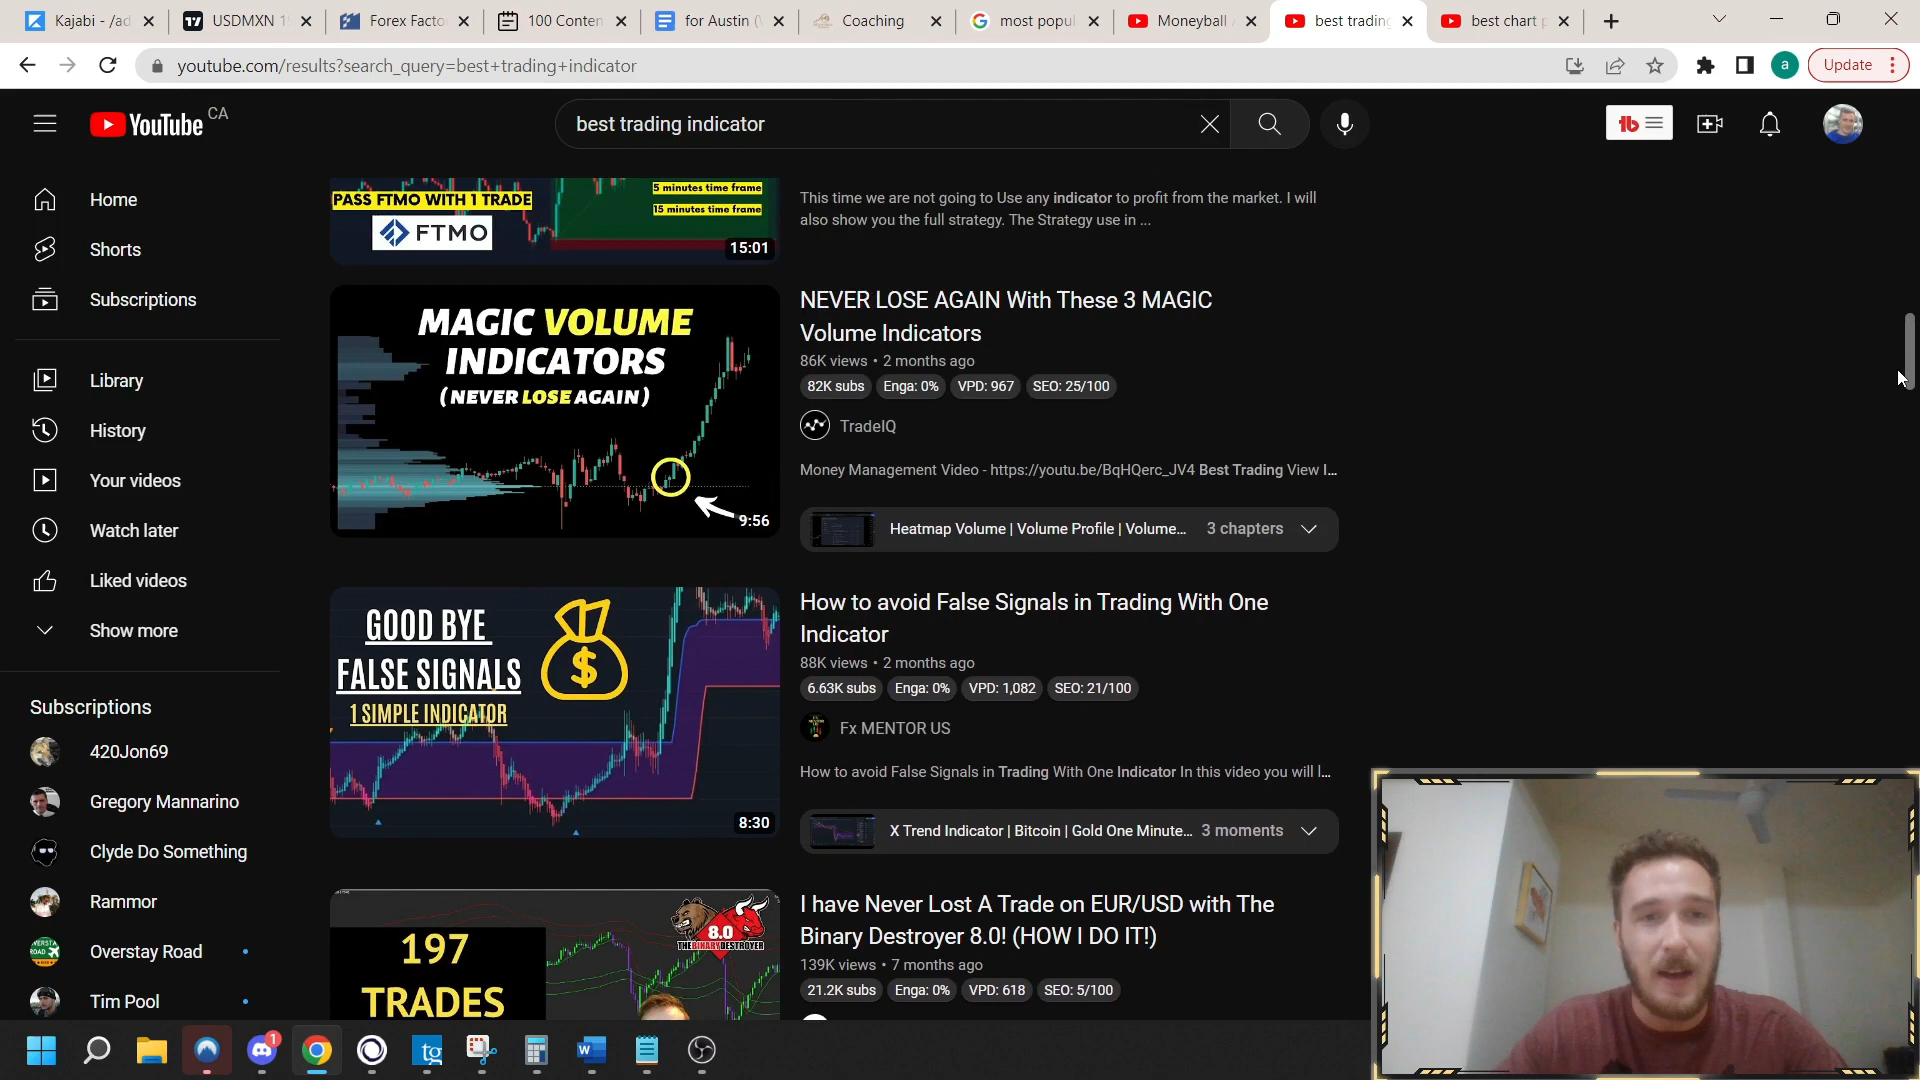 Kajabi - /ad
USDMXN 1
Forex Facto
100 Conten
for Austin (
Coaching
most popul
Moneyball
best trading
best chart p
youtube.com/results?search_query=best+trading+indicator
a
Update
YouTube
CA
best trading indicator
tb
Home
Shorts
Subscriptions
Library
History
Your videos
Watch later
Liked videos
Show more
Subscriptions
420Jon69
Gregory Mannarino
Clyde Do Something
Rammor
Overstay Road
Tim Pool
PASS FTMO WITH 1 TRADE
FTMO
5 minutes time frame
15 minutes time frame
15:01
This time we are not going to Use any indicator to profit from the market. I will
also show you the full strategy. The Strategy use in ...
MAGIC VOLUME
INDICATORS
(NEVER LOSE AGAIN)
9:56
NEVER LOSE AGAIN With These 3 MAGIC
Volume Indicators
86K views • 2 months ago
82K subs
Enga: 0%
VPD: 967
SEO: 25/100
TradeIQ
Money Management Video - https://youtu.be/BqHQerc_JV4 Best Trading View I...
Heatmap Volume | Volume Profile | Volume...
3 chapters
GOOD BYE
FALSE SIGNALS
1 SIMPLE INDICATOR
$
8:30
How to avoid False Signals in Trading With One
Indicator
88K views • 2 months ago
6.63K subs
Enga: 0%
VPD: 1,082
SEO: 21/100
Fx MENTOR US
How to avoid False Signals in Trading With One Indicator In this video you will l...
X Trend Indicator | Bitcoin | Gold One Minute...
3 moments
197
TRADES
8.0
THE BINARY DESTROYER
I have Never Lost A Trade on EUR/USD with The
Binary Destroyer 8.0! (HOW I DO IT!)
139K views • 7 months ago
21.2K subs
Enga: 0%
VPD: 618
SEO: 5/100
1
tg
W